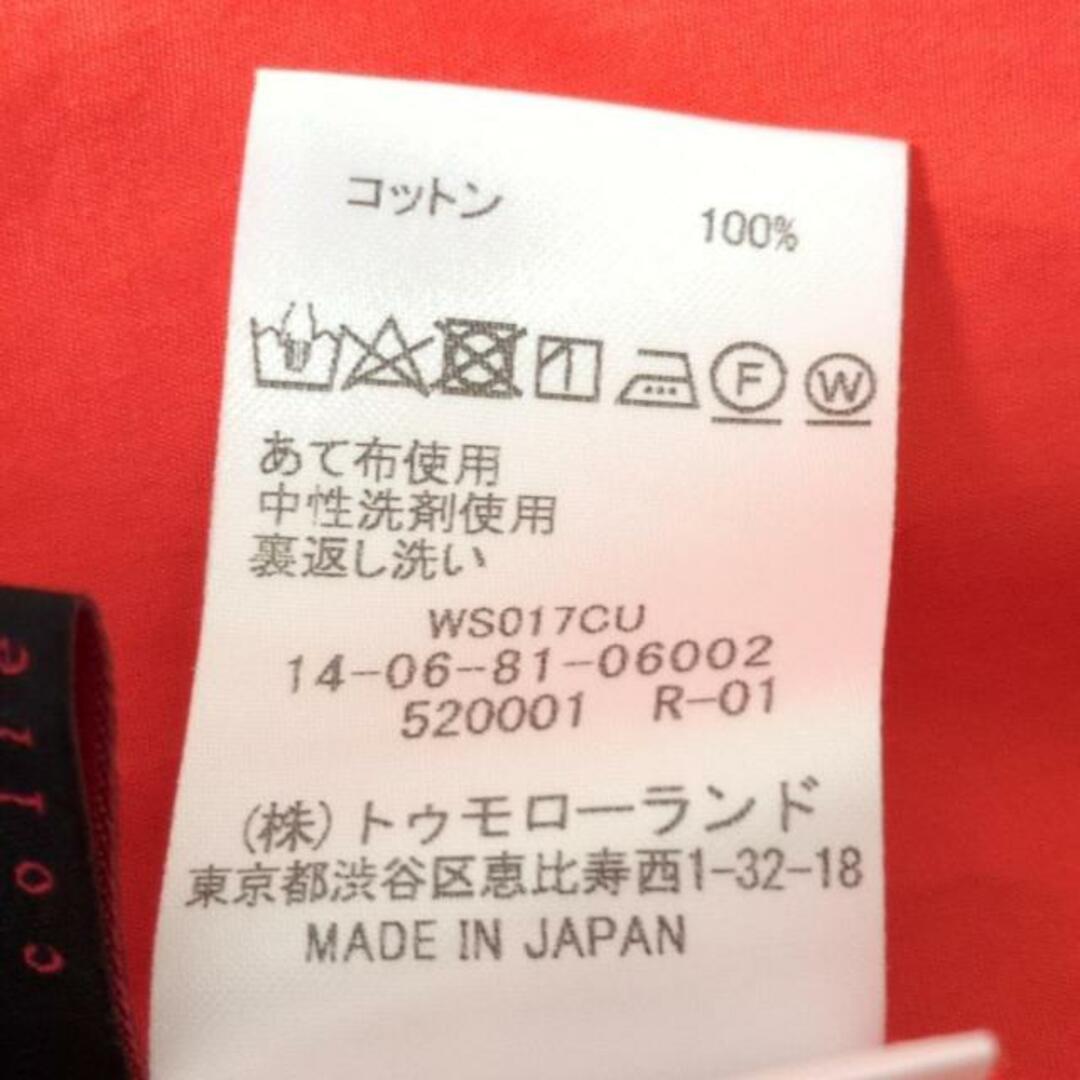 コットン 100%
F W
あて布使用
中性洗剤使用
裏返し洗い
WS017CU
14-06-81-06002
520001 R-01
(株)トゥモローランド
東京都渋谷区恵比寿西1-32-18
MADE IN JAPAN
colle